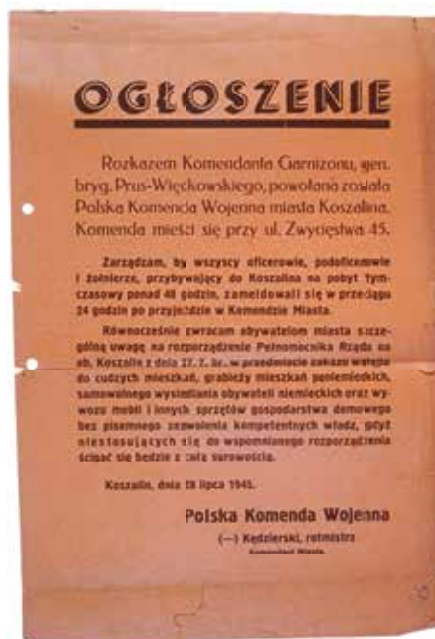 OGŁOSZENIE
Rozkazem Komendanta Garnizonu, gen.
bryg. Prus-Więckowskiego, powołana została
Polska Komenda Wojenna miasta Koszalina.
Komenda mieści się przy ul. Zwycięstwa 45.
Zarządzam, by wszyscy oficerowie, podoficerowie
i żołnierze, przybywający do Koszalina na pobyt tym-
czasowy ponad 48 godzin, zameldowali się w przeciągu
24 godzin po przyjeździe w Komendzie Miasta.
Równocześnie zwracam obywatelom miasta szcze-
gólną uwagę na rozporządzenie Pełnomocnika Rządu na
ob. Koszalin z dnia 27. 7. br. w przedmiocie zakazu wstępu
do cudzych mieszkań, grabieży mieszkań poniemieckich,
samowolnego wysiedlania obywateli niemieckich oraz wy-
wozu mebli i innych sprzętów gospodarstwa domowego
bez pisemnego zezwolenia kompetentnych władz, gdyż
niestosujących się do wspomnianego rozporządzenia
ścigać się będzie z całą surowością.
Koszalin, dnia lipca 1945.
Polska Komenda Wojenna
(—) Kędzierski, rotmistrz
Komendant Miasta